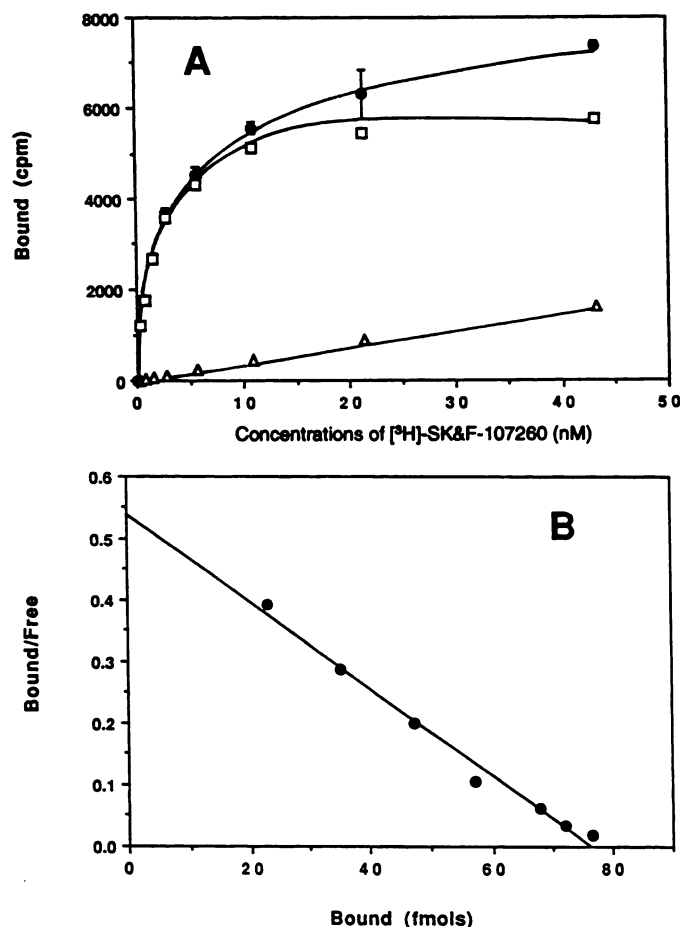 8000
A
6000
4000
2000
0
Bound (cpm)
0 10 20 30 40 50
Concentrations of [³H]-SK&F-107260 (nM)
0.6
B
0.5
0.4
0.3
0.2
0.1
0.0
Bound/Free
0 20 40 60 80
Bound (fmols)